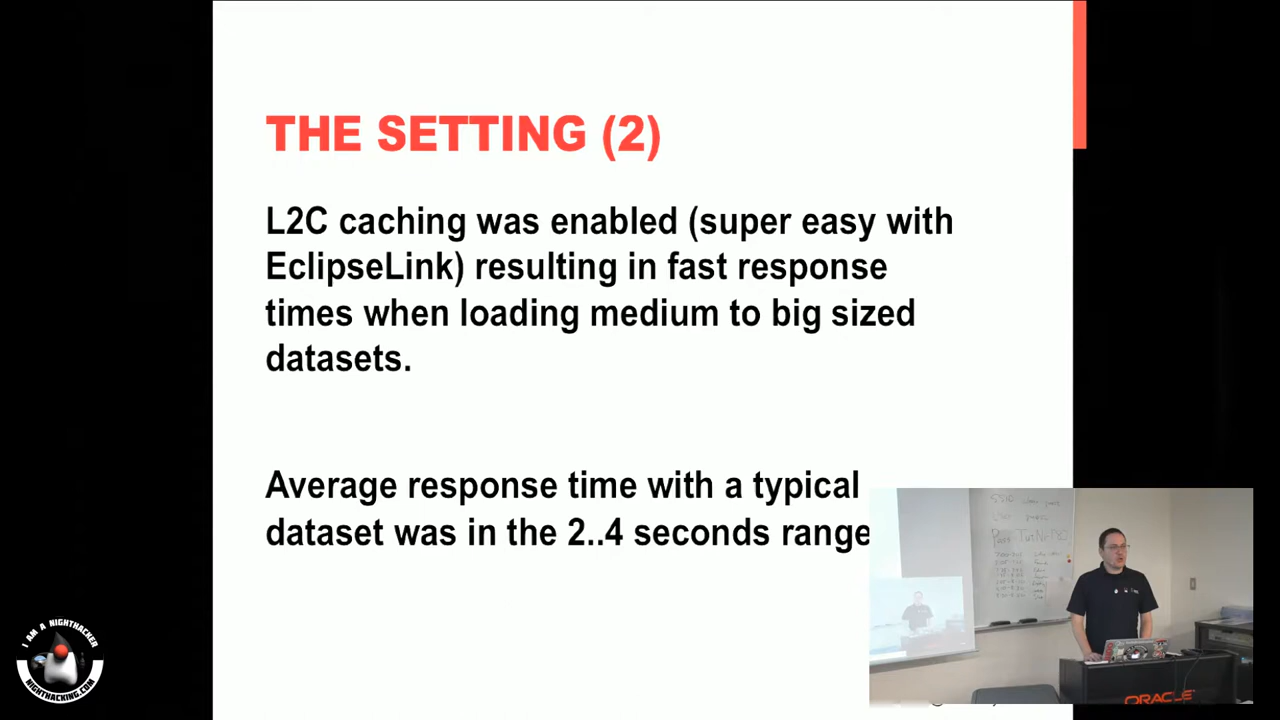 THE SETTING (2)
L2C caching was enabled (super easy with
EclipseLink) resulting in fast response
times when loading medium to big sized
datasets.
Average response time with a typical
dataset was in the 2..4 seconds range
I AM A NIGHTHACKER
NIGHTHACKING.COM
ORACLE